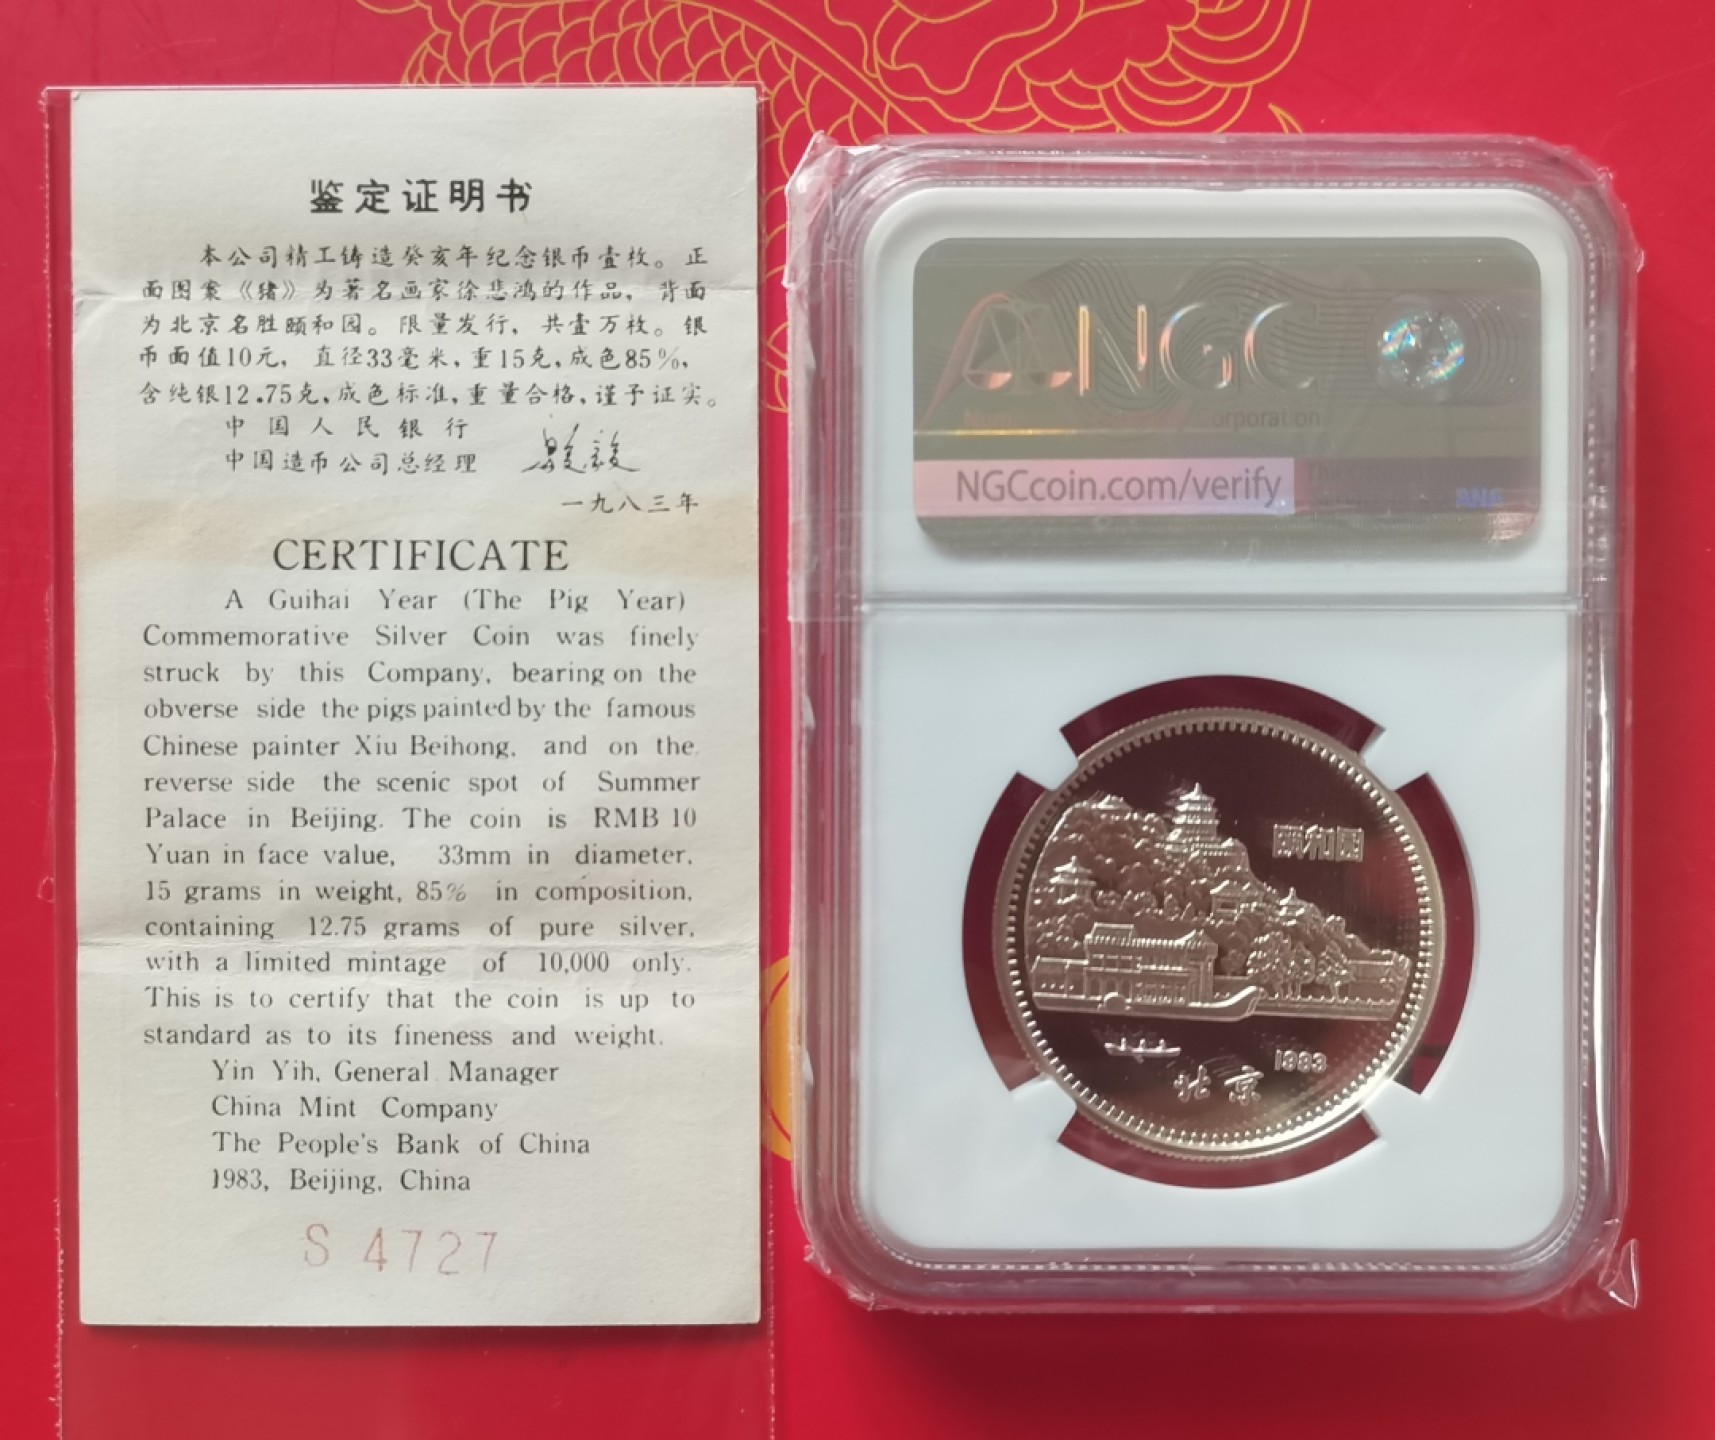 鉴定证明书
本公司精工铸造癸亥年纪念银币壹枚。正
面图案《猪》为著名画家徐悲鸿的作品，背面
为北京名胜颐和园。限量发行，共壹万枚。银
币面值10元，直径33毫米，重15克，成色85%，
含纯银12.75克，成色标准，重量合格，谨予证实。
中国人民银行
中国造币公司总经理
一九八三年
CERTIFICATE
A Guihai Year (The Pig Year)
Commemorative Silver Coin was finely
struck by this Company, bearing on the
obverse side the pigs painted by the famous
Chinese painter Xiu Beihong, and on the
reverse side the scenic spot of Summer
Palace in Beijing. The coin is RMB 10
Yuan in face value, 33mm in diameter,
15 grams in weight, 85% in composition,
containing 12.75 grams of pure silver,
with a limited mintage of 10,000 only.
This is to certify that the coin is up to
standard as to its fineness and weight.
Yin Yih, General Manager
China Mint Company
The People's Bank of China
1983, Beijing, China
S 4727
NGC
orporation
NGCcoin.com/verify
颐和园
1983
北京